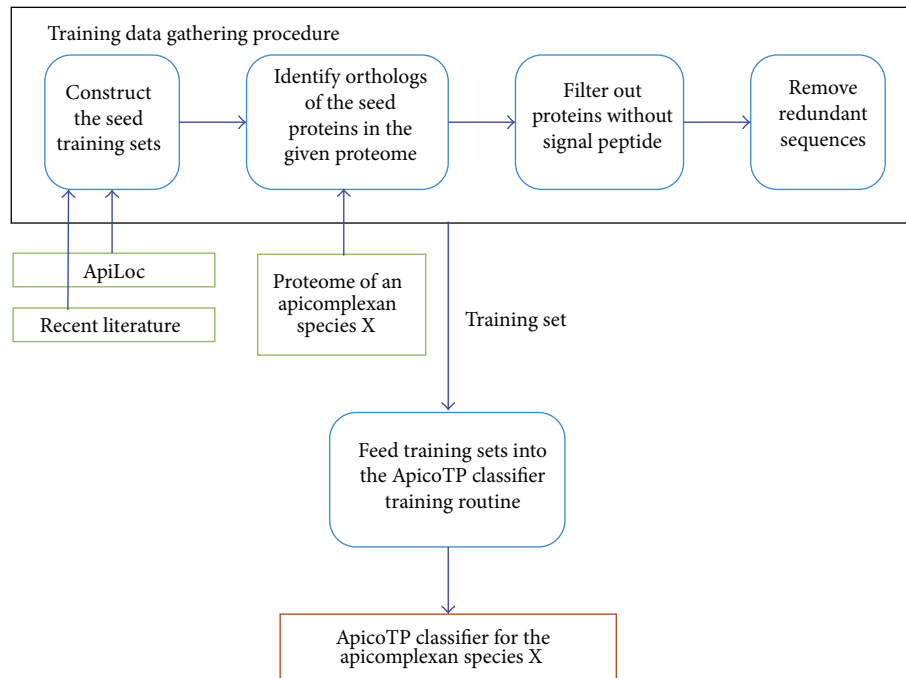 Training data gathering procedure
Construct
the seed
training sets
Identify orthologs
of the seed
proteins in the
given proteome
Filter out
proteins without
signal peptide
Remove
redundant
sequences
ApiLoc
Recent literature
Proteome of an
apicomplexan
species X
Training set
Feed training sets into
the ApicoTP classifier
training routine
ApicoTP classifier for the
apicomplexan species X